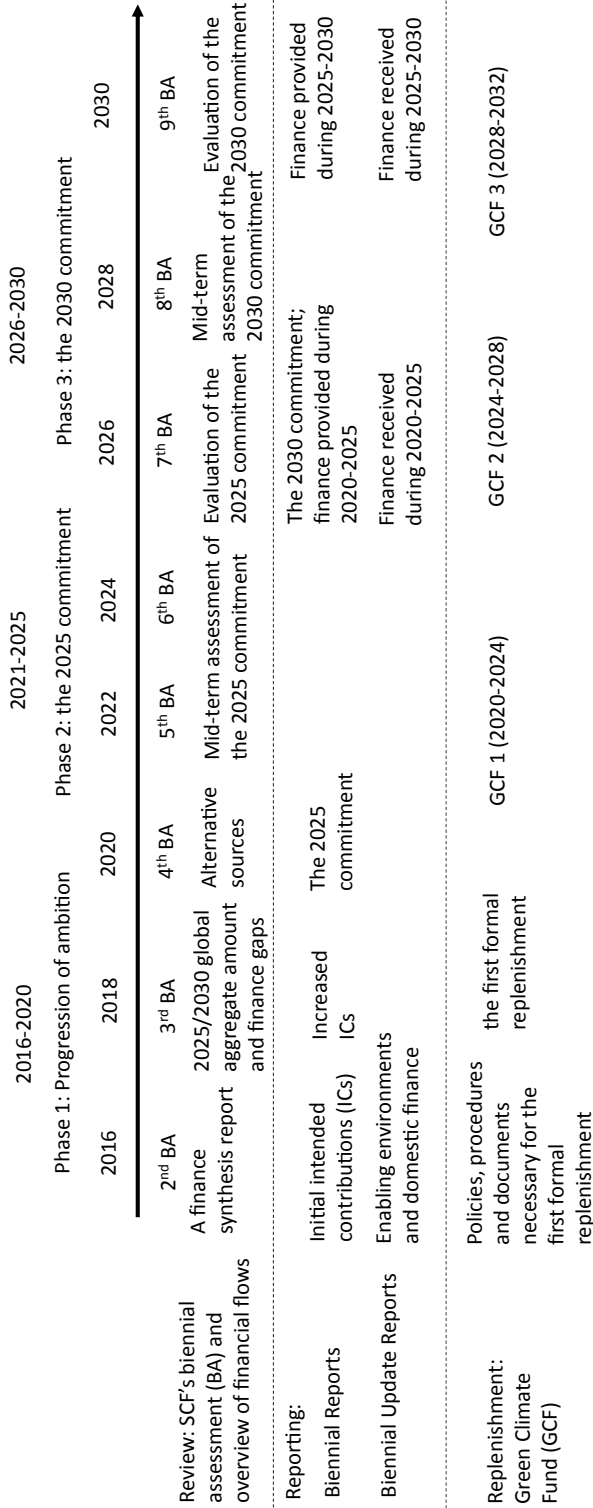 2016-2020
2021-2025
2026-2030
Phase 1: Progression of ambition
Phase 2: the 2025 commitment
Phase 3: the 2030 commitment
2016
2018
2020
2022
2024
2026
2028
2030
Review: SCF's biennial
assessment (BA) and
overview of financial flows
2nd BA
A finance
synthesis report
3rd BA
2025/2030 global
aggregate amount
and finance gaps
4th BA
Alternative
sources
5th BA
6th BA
Mid-term assessment of
the 2025 commitment
7th BA
Evaluation of the
2025 commitment
8th BA
Mid-term
assessment of the
2030 commitment
9th BA
Evaluation of the
2030 commitment
Reporting:
Biennial Reports
Initial intended
contributions (ICs)
Increased
ICs
The 2025
commitment
The 2030 commitment;
finance provided during
2020-2025
Finance provided
during 2025-2030
Biennial Update Reports
Enabling environments
and domestic finance
Finance received
during 2020-2025
Finance received
during 2025-2030
Replenishment:
Green Climate
Fund (GCF)
Policies, procedures
and documents
necessary for the
first formal
replenishment
the first formal
replenishment
GCF 1 (2020-2024)
GCF 2 (2024-2028)
GCF 3 (2028-2032)